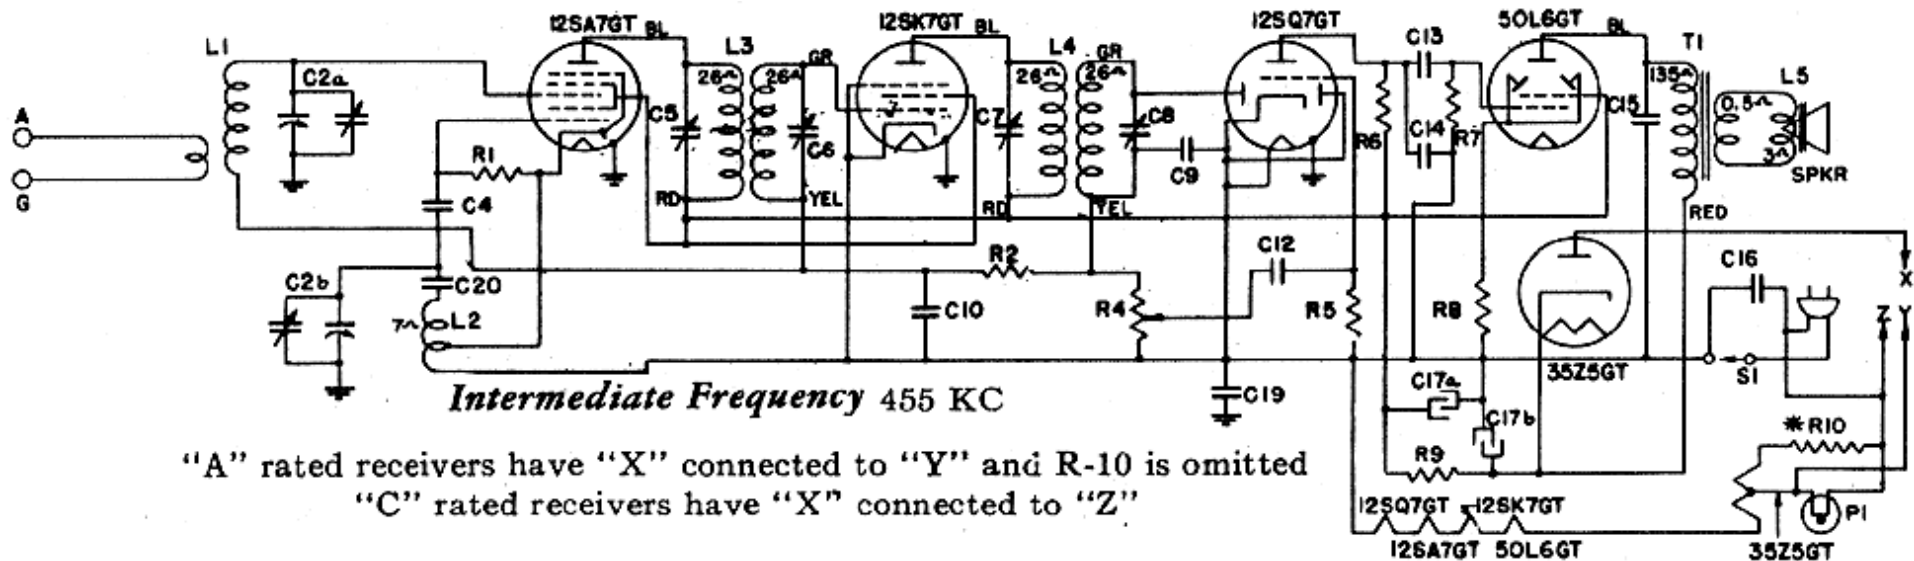 12SA7GT
12SK7GT
12SQ7GT
50L6GT
L1
BL
L3
BL
L4
C13
BL
T1
C2a
26Ω
26Ω
GR
26Ω
26Ω
GR
135Ω
L5
A
C5
C6
C7
C8
C9
R6
C14
R7
C15
0.5Ω
3Ω
SPKR
G
R1
C4
RD
YEL
RD
YEL
RED
C2b
C20
L2
7Ω
R2
C10
C12
R4
R5
R8
35Z5GT
C16
X
Z
Y
S1
Intermediate Frequency 455 KC
C19
C17a
C17b
R9
*R10
"A" rated receivers have "X" connected to "Y" and R-10 is omitted
"C" rated receivers have "X" connected to "Z"
12SQ7GT
12SK7GT
P1
12SA7GT
50L6GT
35Z5GT